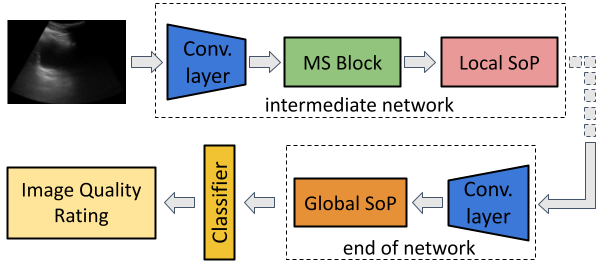 Conv.
layer
MS Block
Local SoP
intermediate network
Image Quality
Rating
Classifier
Global SoP
Conv.
layer
end of network